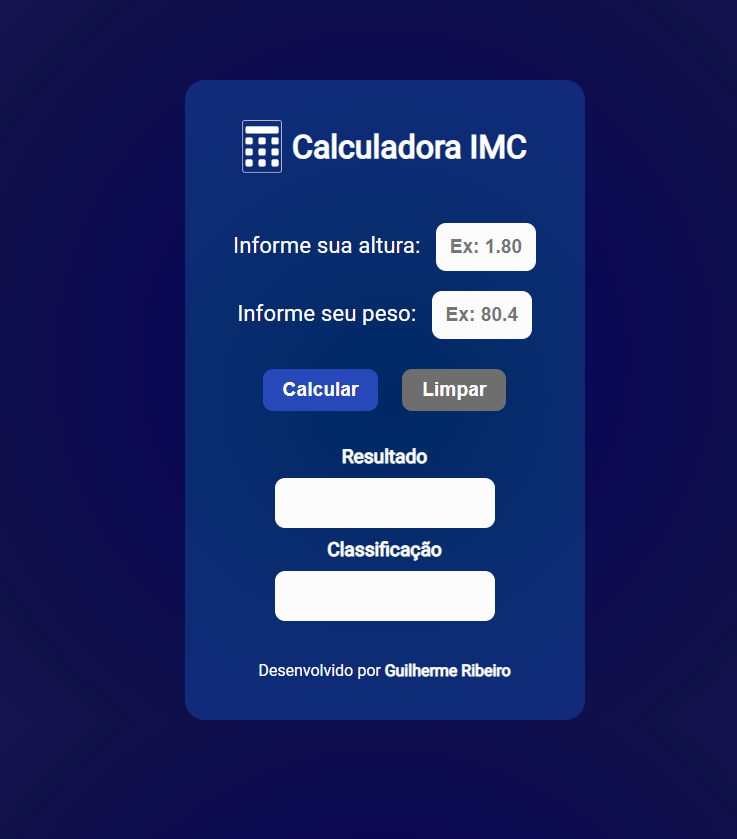 Calculadora IMC
Informe sua altura: Ex: 1.80
Informe seu peso: Ex: 80.4
Calcular Limpar
Resultado
Classificação
Desenvolvido por Guilherme Ribeiro